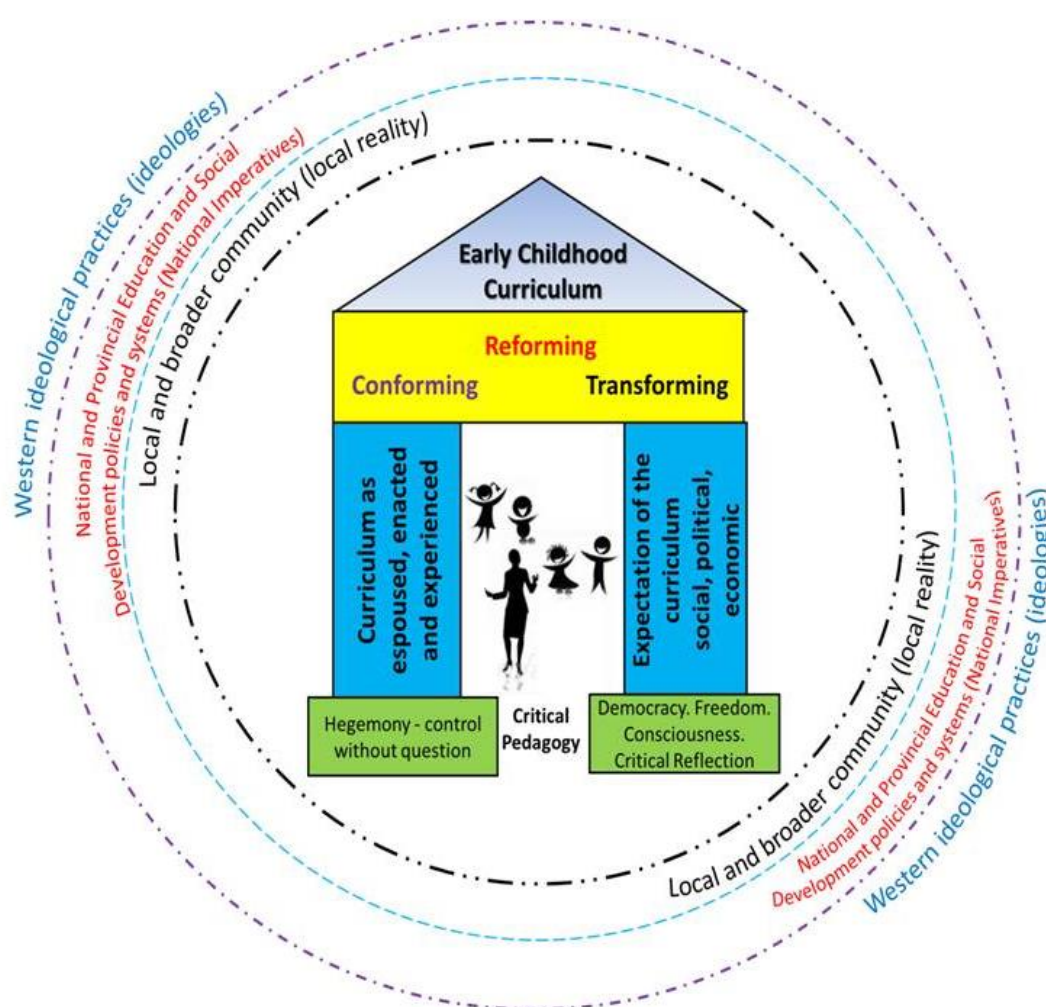 Western ideological practices (ideologies)
National and Provincial Education and Social
Development policies and systems (National Imperatives)
Local and broader community (local reality)
Early Childhood
Curriculum
Reforming
Conforming
Transforming
Curriculum as
espoused, enacted
and experienced
Expectation of the
curriculum
social, political,
economic
Hegemony - control
without question
Critical
Pedagogy
Democracy. Freedom.
Consciousness.
Critical Reflection
Local and broader community (local reality)
National and Provincial Education and Social
Development policies and systems (National Imperatives)
Western ideological practices (ideologies)